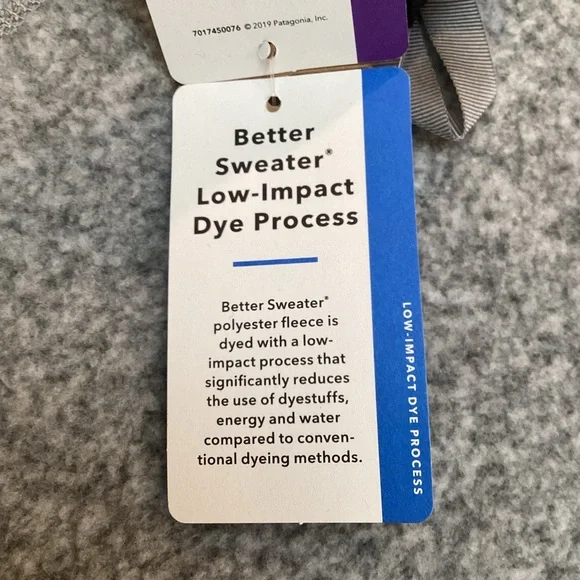 7017450076 © 2019 Patagonia, Inc.
Better
Sweater®
Low-Impact
Dye Process
Better Sweater®
polyester fleece is
dyed with a low-
impact process that
significantly reduces
the use of dyestuffs,
energy and water
compared to conven-
tional dyeing methods.
LOW-IMPACT DYE PROCESS